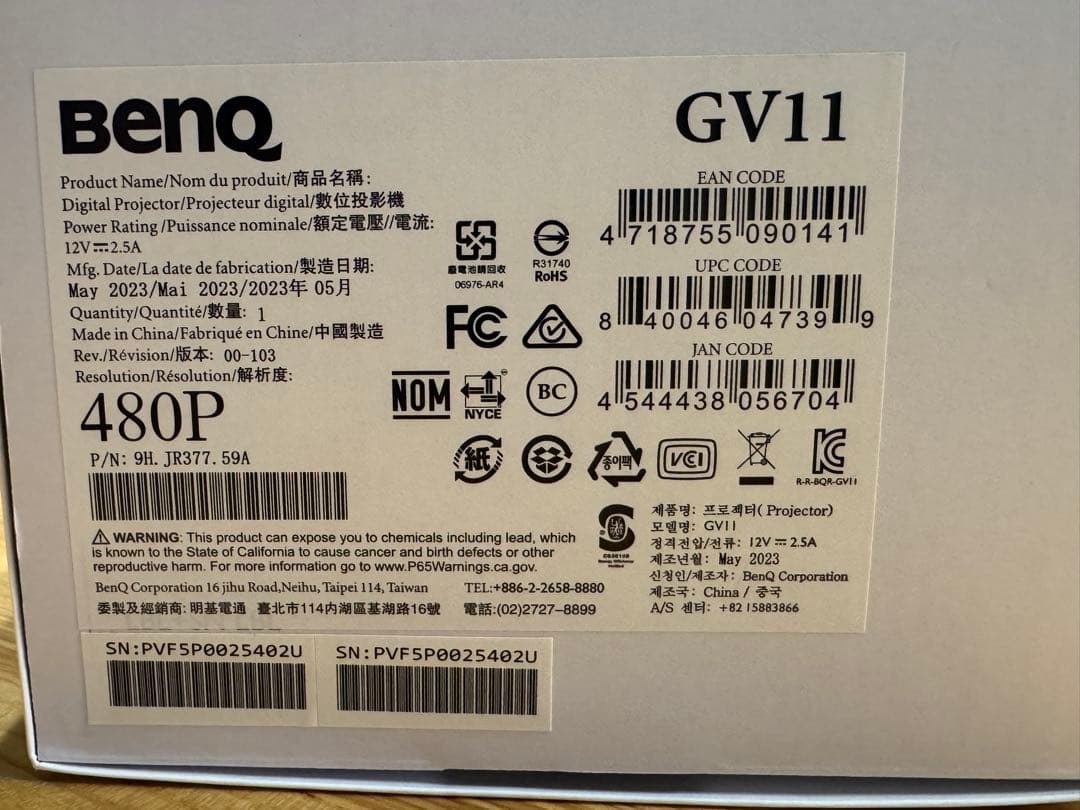 BenQ
GV11
Product Name/Nom du produit/商品名稱:
Digital Projector/Projecteur digital/數位投影機
Power Rating /Puissance nominale/額定電壓//電流:
12V⎓2.5A
Mfg. Date/La date de fabrication/製造日期:
May 2023/Mai 2023/2023年 05月
Quantity/Quantité/數量: 1
Made in China/Fabriqué en Chine/中國製造
Rev./Révision/版本: 00-103
Resolution/Résolution/解析度:
480P
P/N: 9H.JR377.59A
廢電池請回收
06976-AR4
R31740
RoHS
FC
NOM
NYCE
BC
EAN CODE
4 718755 090141
UPC CODE
8 40046 04739 9
JAN CODE
4 544438 056704
紙
종이팩
VCI
R-R-BQR-GV11
⚠ WARNING: This product can expose you to chemicals including lead, which
is known to the State of California to cause cancer and birth defects or other
reproductive harm. For more information go to www.P65Warnings.ca.gov.
BenQ Corporation 16 jihu Road,Neihu, Taipei 114, Taiwan TEL:+886-2-2658-8880
委製及經銷商: 明基電通 臺北市114內湖區基湖路16號 電話:(02)2727-8899
Energy Efficiency
Verified
제품명: 프로젝터( Projector)
모델명: GV11
정격전압/전류: 12V ⎓ 2.5A
제조년월: May 2023
신청인/제조자: BenQ Corporation
제조국: China / 중국
A/S 센터: +82 15883866
SN:PVF5P0025402U
SN:PVF5P0025402U